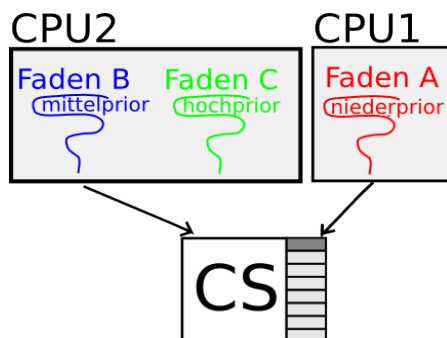 CPU2
CPU1
Faden B
mittelprior
Faden C
hochprior
Faden A
niederprior
CS